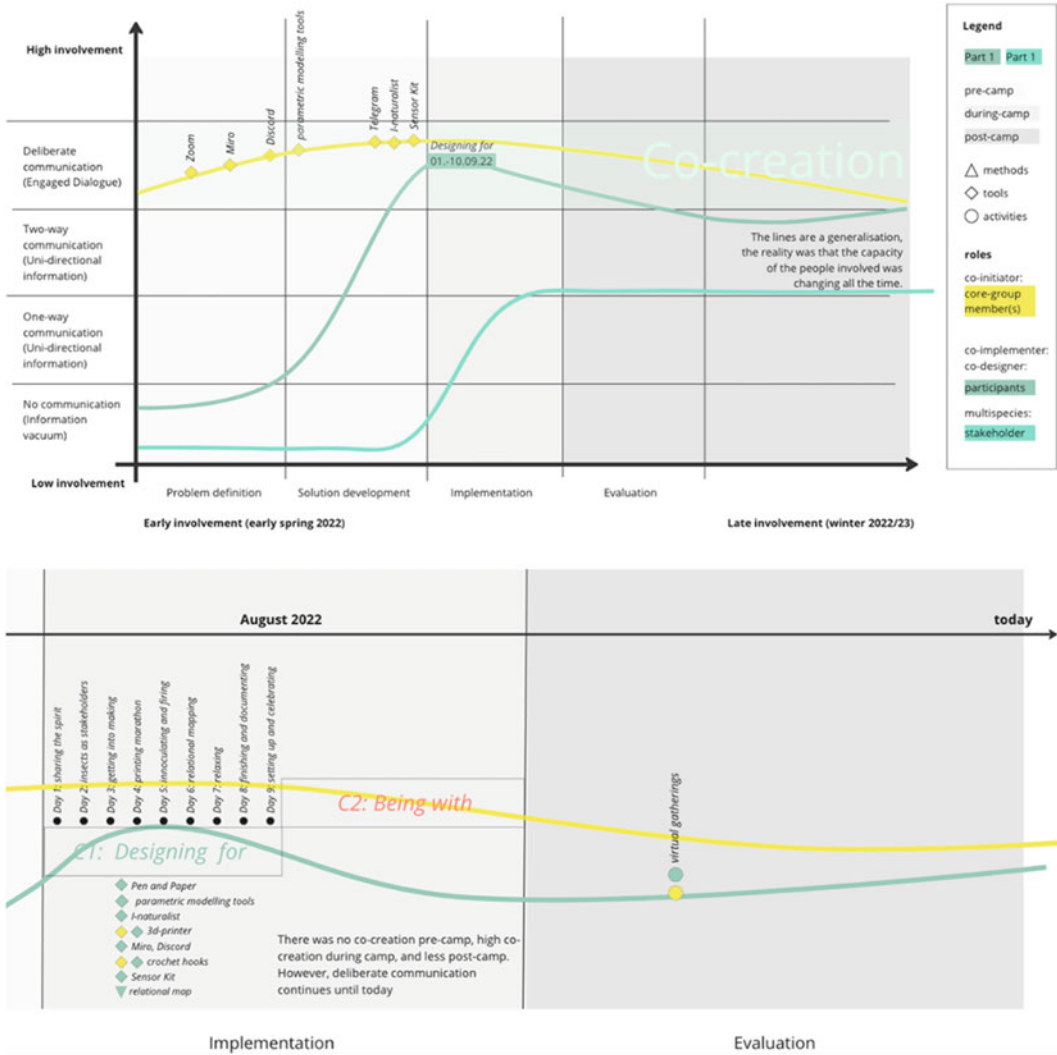 High involvement
Deliberate
communication
(Engaged Dialogue)
Two-way
communication
(Uni-directional
information)
One-way
communication
(Uni-directional
information)
No communication
(Information
vacuum)
Low involvement
Zoom
Miro
Discord
parametric modelling tools
Telegram
I-naturalist
Sensor Kit
Designing for
01.-10.09.22
Co-creation
The lines are a generalisation,
the reality was that the capacity
of the people involved was
changing all the time.
Problem definition
Solution development
Implementation
Evaluation
Early involvement (early spring 2022)
Late involvement (winter 2022/23)
Legend
Part 1 Part 1
pre-camp
during-camp
post-camp
methods
tools
activities
roles
co-initiator:
core-group
member(s)
co-implementer:
co-designer:
participants
multispecies:
stakeholder
August 2022
today
Day 1: sharing the spirit
Day 2: insects as stakeholders
Day 3: getting into making
Day 4: printing marathon
Day 5: innoculating and firing
Day 6: relational mapping
Day 7: relaxing
Day 8: finishing and documenting
Day 9: setting up and celebrating
C2: Being with
C1: Designing for
virtual gatherings
Pen and Paper
parametric modelling tools
I-naturalist
3d-printer
Miro, Discord
crochet hooks
Sensor Kit
relational map
There was no co-creation pre-camp, high co-
creation during camp, and less post-camp.
However, deliberate communication
continues until today
Implementation
Evaluation